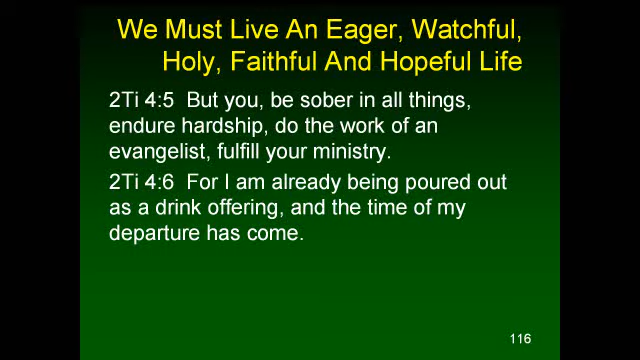 We Must Live An Eager, Watchful,
Holy, Faithful And Hopeful Life
2Ti 4:5  But you, be sober in all things,
endure hardship, do the work of an
evangelist, fulfill your ministry.
2Ti 4:6  For I am already being poured out
as a drink offering, and the time of my
departure has come.
116